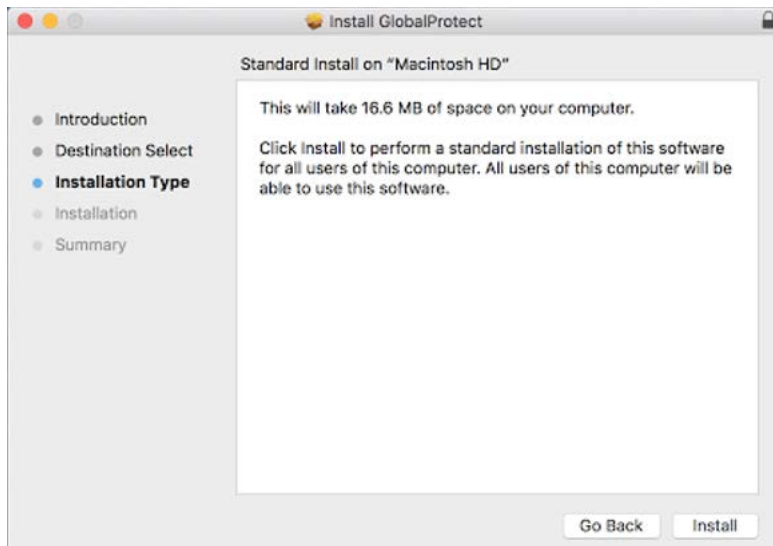 Install GlobalProtect
Standard Install on “Macintosh HD”
Introduction
Destination Select
Installation Type
Installation
Summary
This will take 16.6 MB of space on your computer.
Click Install to perform a standard installation of this software
for all users of this computer. All users of this computer will be
able to use this software.
Go Back
Install